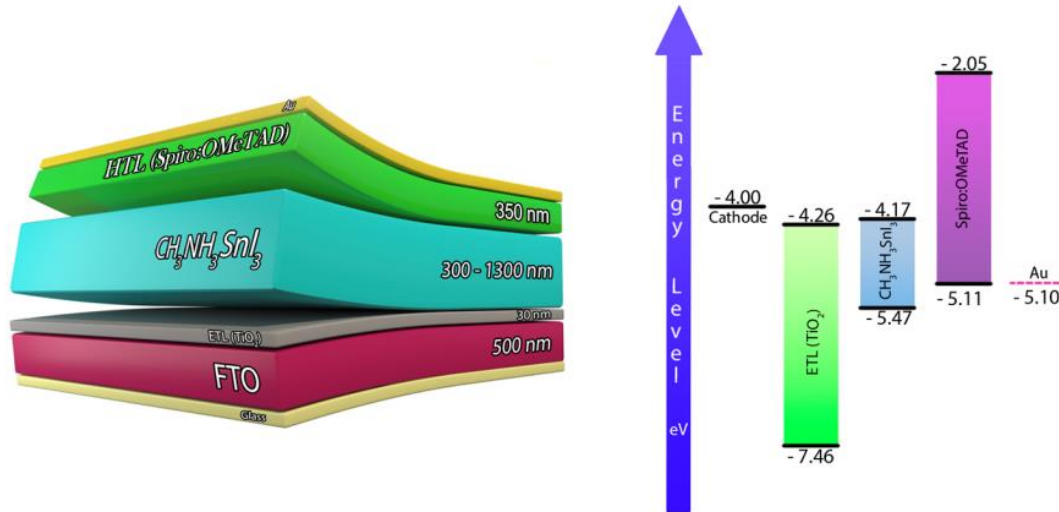 Au
HTL (Spiro:OMeTAD)
350 nm
CH₃NH₃SnI₃
300 - 1300 nm
30 nm
ETL (TiO₂)
500 nm
FTO
Glass
Energy Level eV
- 4.00
Cathode
- 4.26
ETL (TiO₂)
- 7.46
- 4.17
CH₃NH₃SnI₃
- 5.47
- 2.05
Spiro:OMeTAD
- 5.11
Au
- 5.10